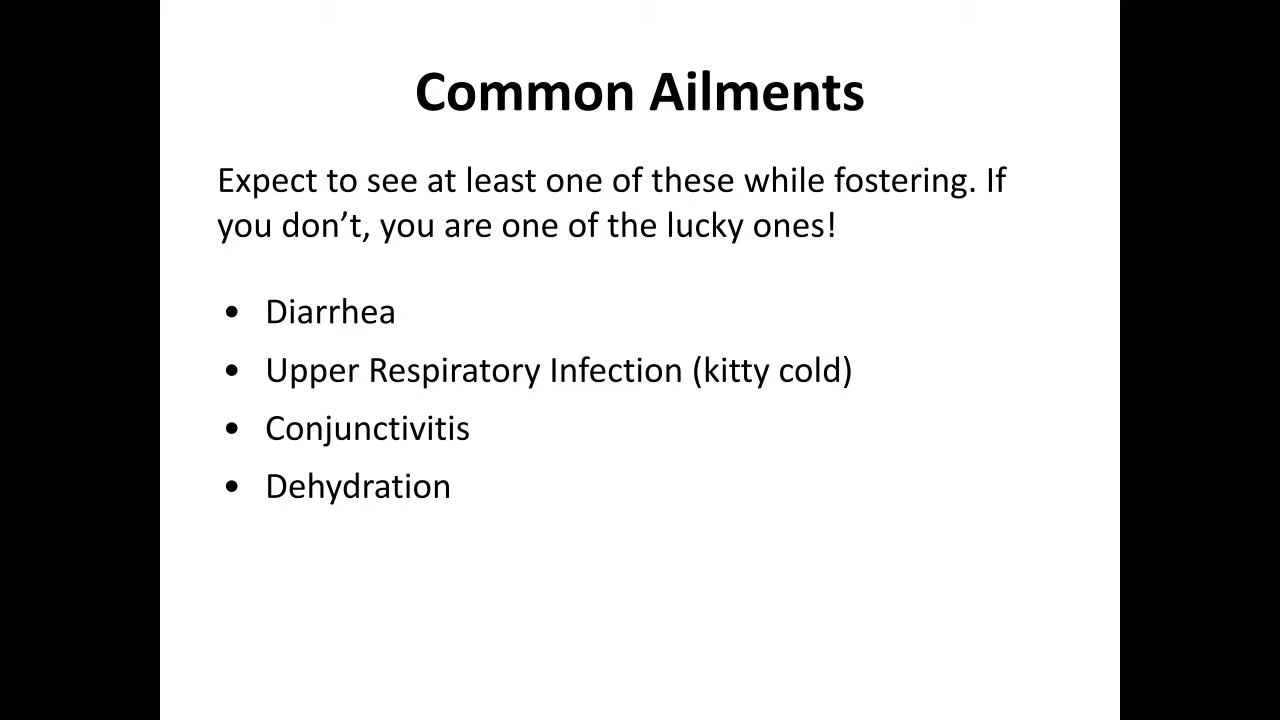 Common Ailments
Expect to see at least one of these while fostering. If
you don’t, you are one of the lucky ones!
• Diarrhea
• Upper Respiratory Infection (kitty cold)
• Conjunctivitis
• Dehydration